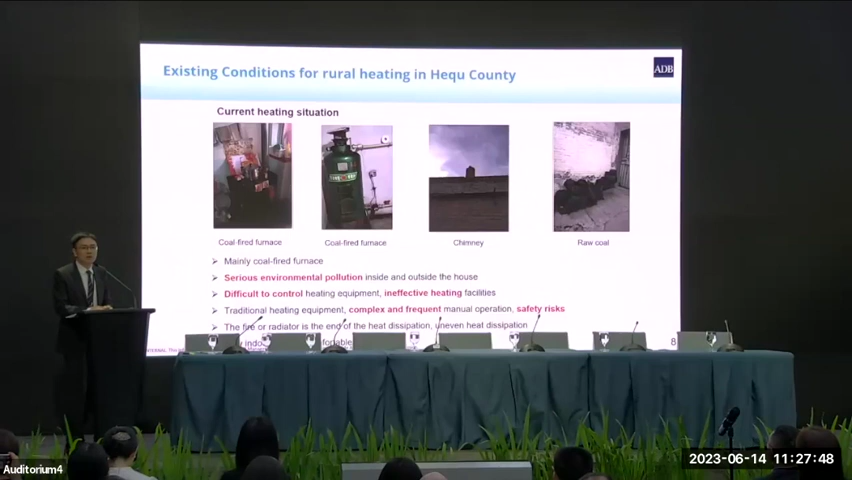 Existing Conditions for rural heating in Hequ County
ADB
Current heating situation
Coal-fired furnace
Coal-fired furnace
Chimney
Raw coal
Mainly coal-fired furnace
Serious environmental pollution inside and outside the house
Difficult to control heating equipment, ineffective heating facilities
Traditional heating equipment, complex and frequent manual operation, safety risks
The fire or radiator is the end of the heat dissipation, uneven heat dissipation
8
Auditorium4
2023-06-14 11:27:48